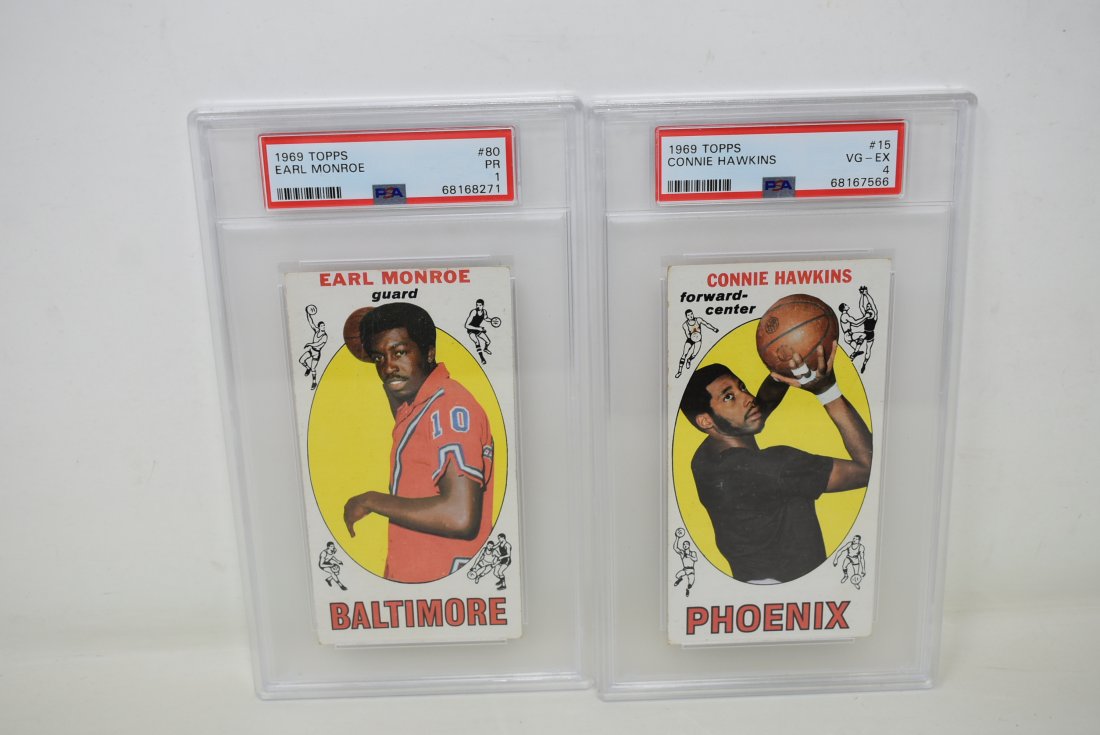 1969 TOPPS #80
EARL MONROE PR
1
PSA 68168271
EARL MONROE
guard
10
BALTIMORE
1969 TOPPS #15
CONNIE HAWKINS VG-EX
4
PSA 68167566
CONNIE HAWKINS
forward-
center
PHOENIX